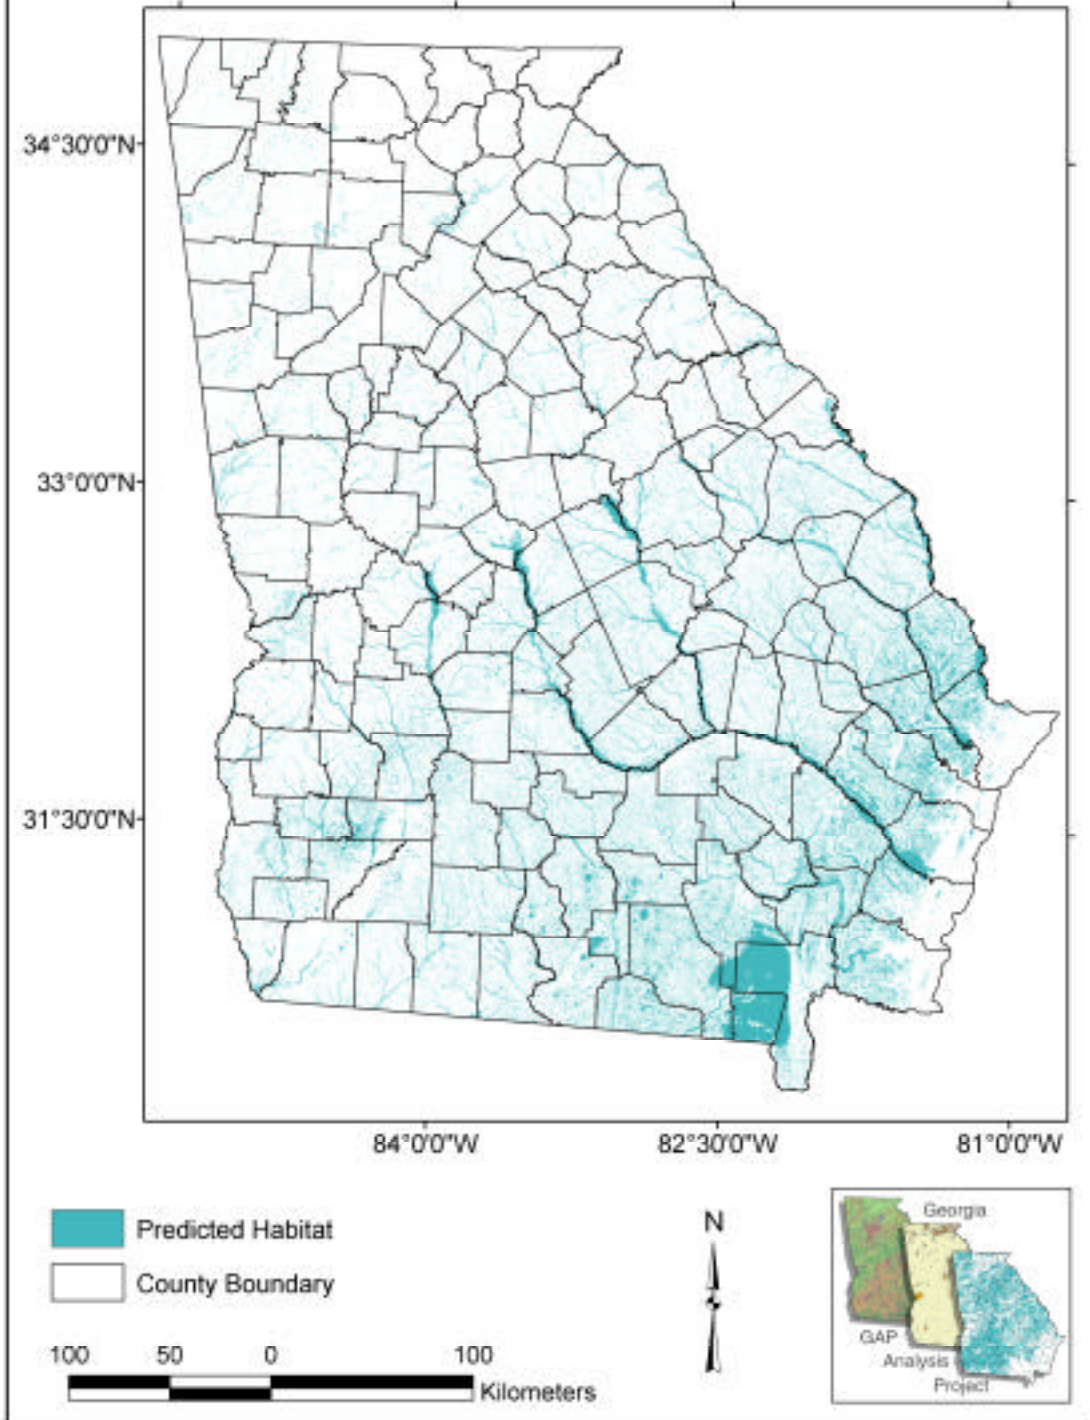 34°30'0"N
33°0'0"N
31°30'0"N
84°0'0"W 82°30'0"W 81°0'0"W
Predicted Habitat
County Boundary
N
100 50 0 100
Kilometers
Georgia
GAP
Analysis
Project